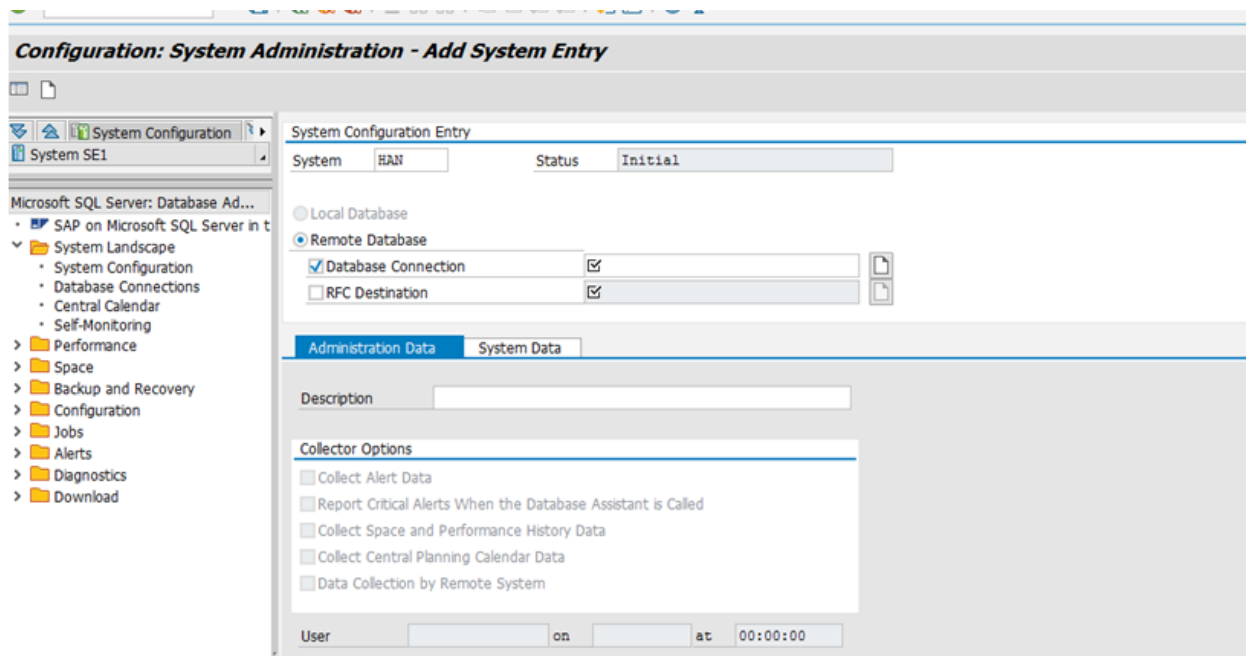 Configuration: System Administration - Add System Entry
System Configuration
System SE1
Microsoft SQL Server: Database Ad...
SAP on Microsoft SQL Server in t
System Landscape
System Configuration
Database Connections
Central Calendar
Self-Monitoring
Performance
Space
Backup and Recovery
Configuration
Jobs
Alerts
Diagnostics
Download
System Configuration Entry
System HAN Status Initial
Local Database
Remote Database
Database Connection
RFC Destination
Administration Data System Data
Description
Collector Options
Collect Alert Data
Report Critical Alerts When the Database Assistant is Called
Collect Space and Performance History Data
Collect Central Planning Calendar Data
Data Collection by Remote System
User on at 00:00:00